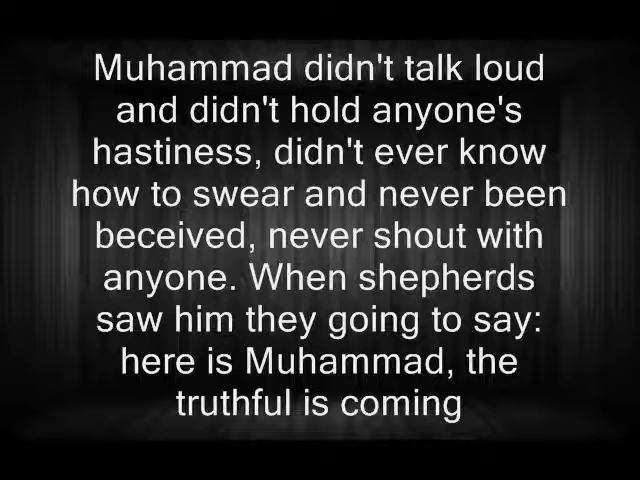 Muhammad didn't talk loud
and didn't hold anyone's
hastiness, didn't ever know
how to swear and never been
beceived, never shout with
anyone. When shepherds
saw him they going to say:
here is Muhammad, the
truthful is coming